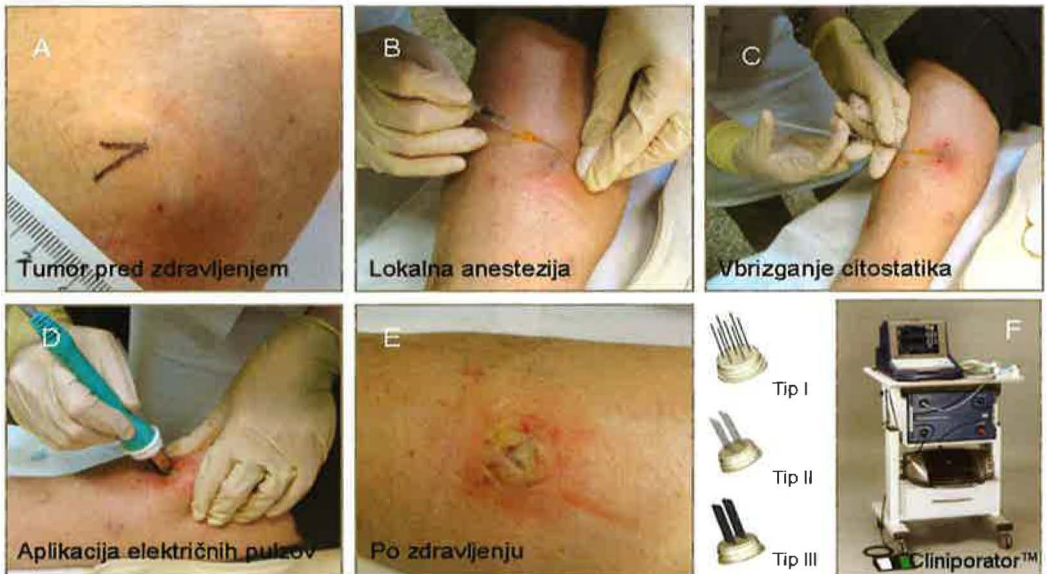 A
Tumor pred zdravljenjem
B
Lokalna anestezija
C
Vbrizganje citostatika
D
Aplikacija električnih pulzov
E
Po zdravljenju
Tip I
Tip II
Tip III
F
Cliniporator™